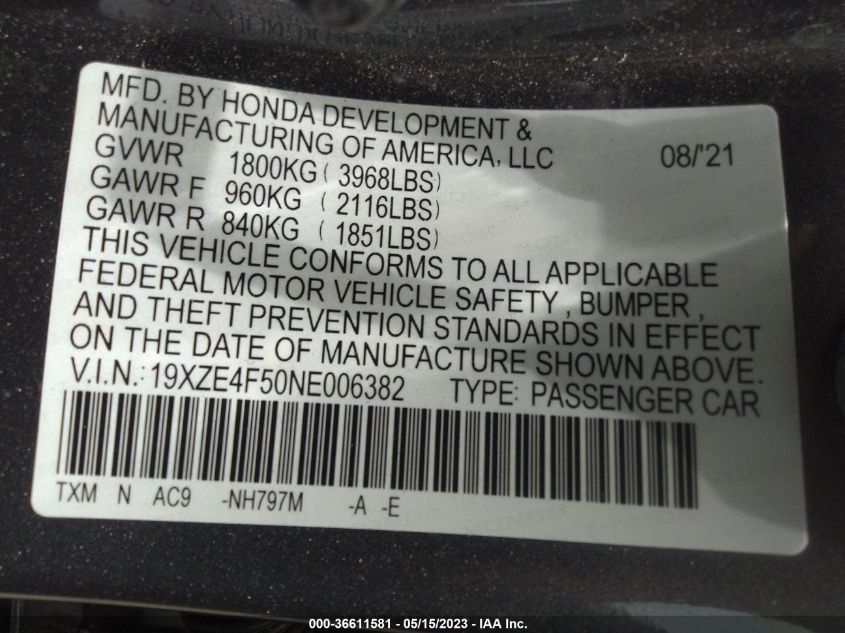 MFD. BY HONDA DEVELOPMENT &
MANUFACTURING OF AMERICA, LLC 08/'21
GVWR 1800KG ( 3968LBS)
GAWR F 960KG ( 2116LBS)
GAWR R 840KG ( 1851LBS)
THIS VEHICLE CONFORMS TO ALL APPLICABLE
FEDERAL MOTOR VEHICLE SAFETY , BUMPER ,
AND THEFT PREVENTION STANDARDS IN EFFECT
ON THE DATE OF MANUFACTURE SHOWN ABOVE.
V.I.N.: 19XZE4F50NE006382 TYPE: PASSENGER CAR
TXM N AC9 -NH797M -A -E
000-36611581 - 05/15/2023 - IAA Inc.